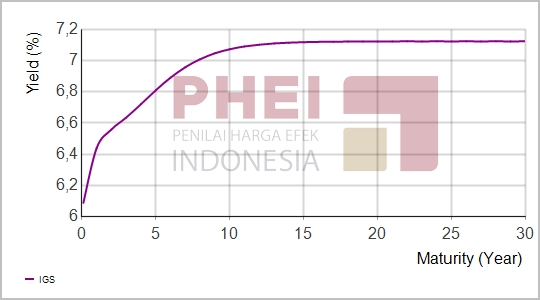 Yield (%)
7,2
7
6,8
6,6
6,4
6,2
6
PHEI
PENILAI HARGA EFEK
INDONESIA
0 5 10 15 20 25 30
Maturity (Year)
IGS